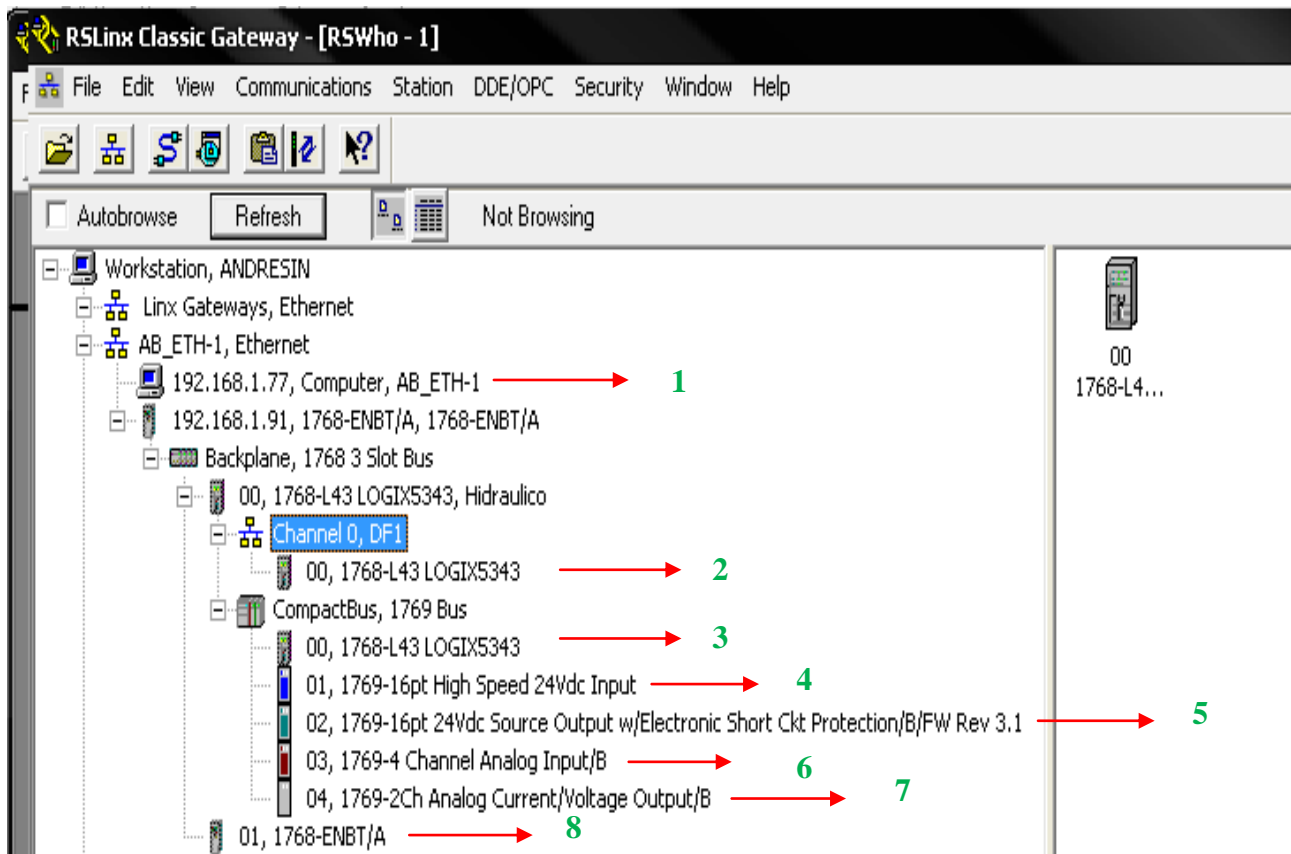 RSLinx Classic Gateway - [RSWho - 1]
File Edit View Communications Station DDE/OPC Security Window Help
Autobrowse Refresh Not Browsing
Workstation, ANDRESIN
Linx Gateways, Ethernet
AB_ETH-1, Ethernet
192.168.1.77, Computer, AB_ETH-1 1
192.168.1.91, 1768-ENBT/A, 1768-ENBT/A
Backplane, 1768 3 Slot Bus
00, 1768-L43 LOGIX5343, Hidraulico
Channel 0, DF1
00, 1768-L43 LOGIX5343 2
CompactBus, 1769 Bus
00, 1768-L43 LOGIX5343 3
01, 1769-16pt High Speed 24Vdc Input 4
02, 1769-16pt 24Vdc Source Output w/Electronic Short Ckt Protection/B/FW Rev 3.1 5
03, 1769-4 Channel Analog Input/B 6
04, 1769-2Ch Analog Current/Voltage Output/B 7
01, 1768-ENBT/A 8
00
1768-L4...